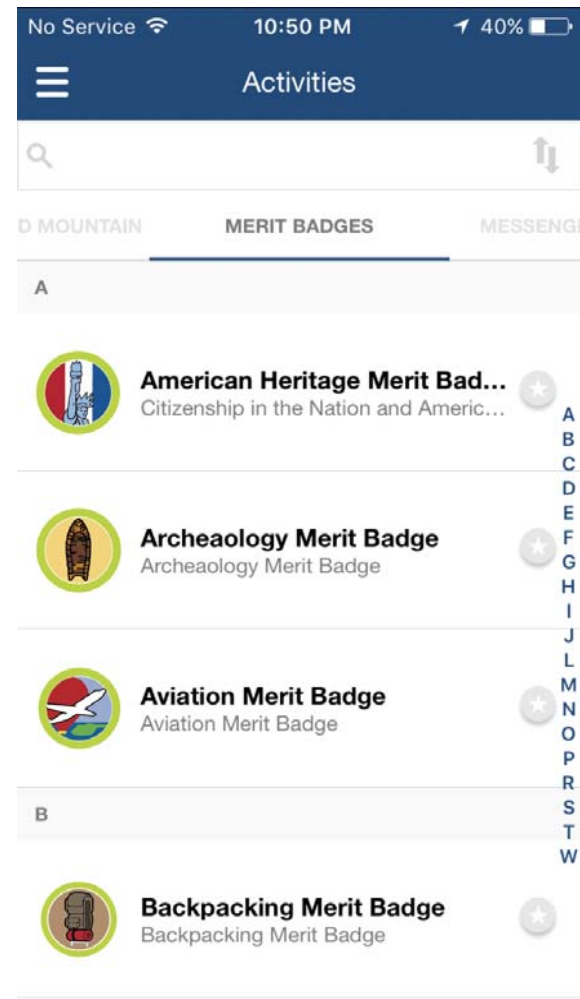 No Service 10:50 PM 40%
Activities
D MOUNTAIN MERIT BADGES MESSENG
A
American Heritage Merit Bad...
Citizenship in the Nation and Americ...
Archeaology Merit Badge
Archeaology Merit Badge
Aviation Merit Badge
Aviation Merit Badge
B
Backpacking Merit Badge
Backpacking Merit Badge
A
B
C
D
E
F
G
H
I
J
L
M
N
O
P
R
S
T
W